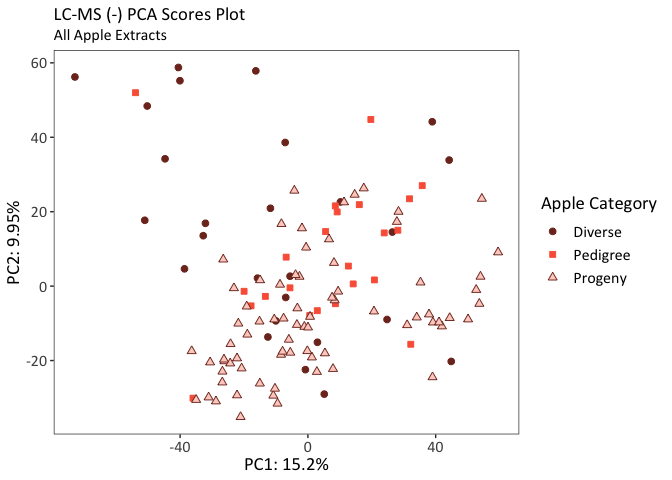 LC-MS (-) PCA Scores Plot
All Apple Extracts
60
40
20
0
-20
PC2: 9.95%
-40
0
40
PC1: 15.2%
Apple Category
Diverse
Pedigree
Progeny